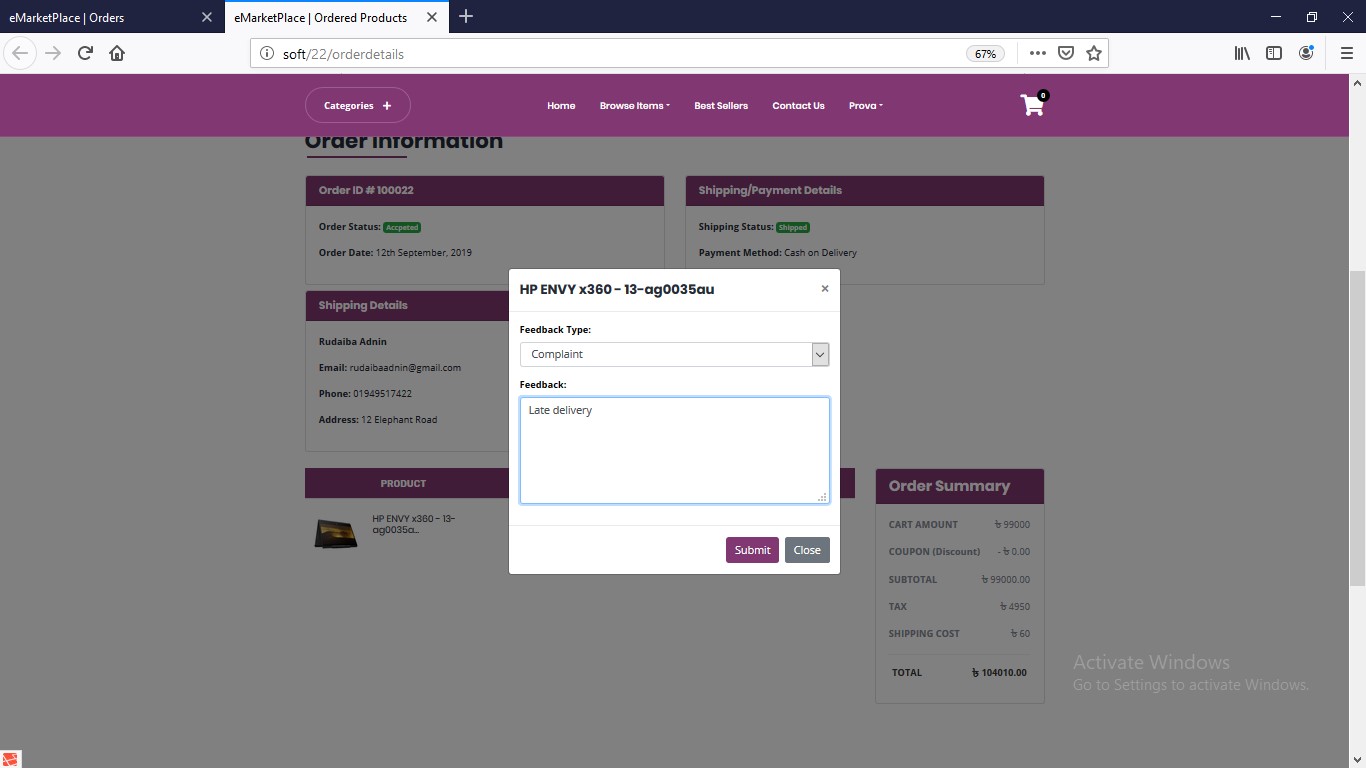 eMarketPlace | Orders
eMarketPlace | Ordered Products
soft/22/orderdetails
67%
Categories +
Home
Browse Items
Best Sellers
Contact Us
Prova
0
Order Information
Order ID # 100022
Order Status: Accpeted
Order Date: 12th September, 2019
Shipping/Payment Details
Shipping Status: Shipped
Payment Method: Cash on Delivery
Shipping Details
Rudaiba Adnin
Email: rudaibaadnin@gmail.com
Phone: 01949517422
Address: 12 Elephant Road
HP ENVY x360 - 13-ag0035au
×
Feedback Type:
Complaint
Feedback:
Late delivery
Submit
Close
PRODUCT
HP ENVY x360 - 13-
ag0035a...
Order Summary
CART AMOUNT ৳ 99000
COUPON (Discount) - ৳ 0.00
SUBTOTAL ৳ 99000.00
TAX ৳ 4950
SHIPPING COST ৳ 60
TOTAL ৳ 104010.00
Activate Windows
Go to Settings to activate Windows.